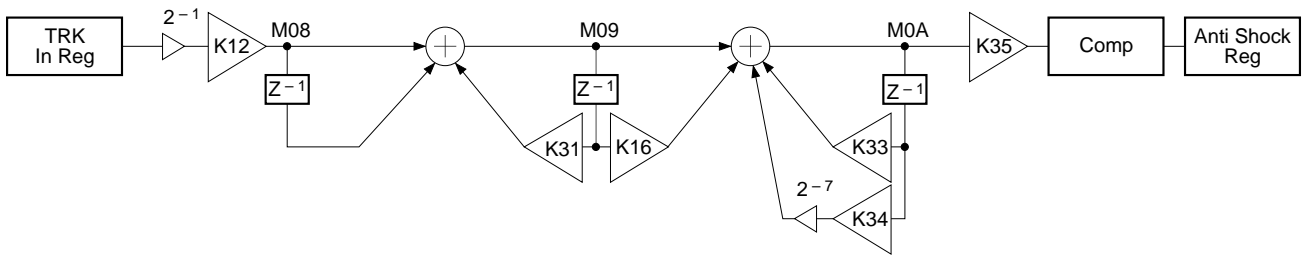 TRK
In Reg
2⁻¹
K12
M08
Z⁻¹
K31
M09
Z⁻¹
K16
M0A
Z⁻¹
K33
2⁻⁷
K34
K35
Comp
Anti Shock
Reg